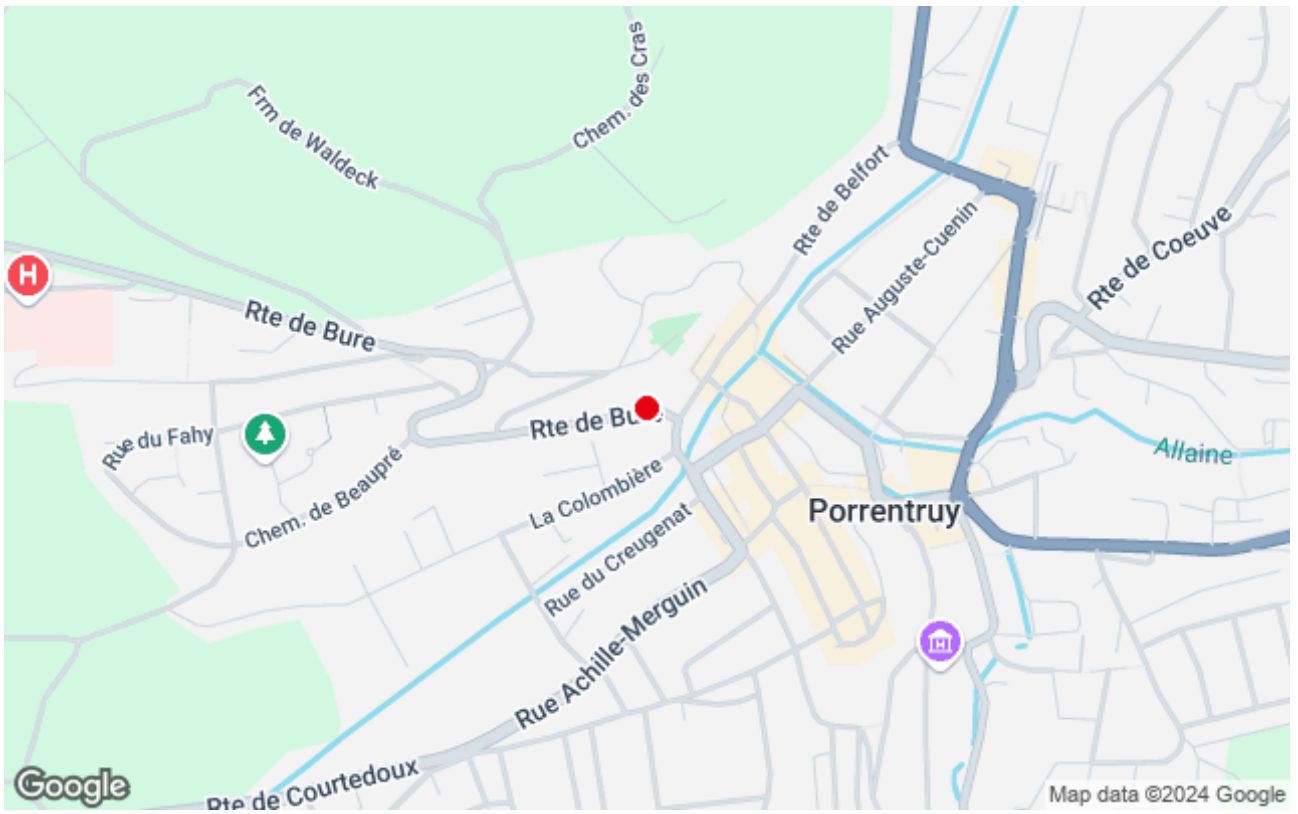 Frm de Waldeck
Chem. des Cras
Rte de Belfort
Rue Auguste-Cuenin
Rte de Coeuve
H
Rte de Bure
Rte de Bure
Rue du Fahy
Chem. de Beaupré
La Colombière
Allaine
Porrentruy
Rue du Creugenat
Rue Achille-Merguin
Rte de Courtedoux
Google
Map data ©2024 Google